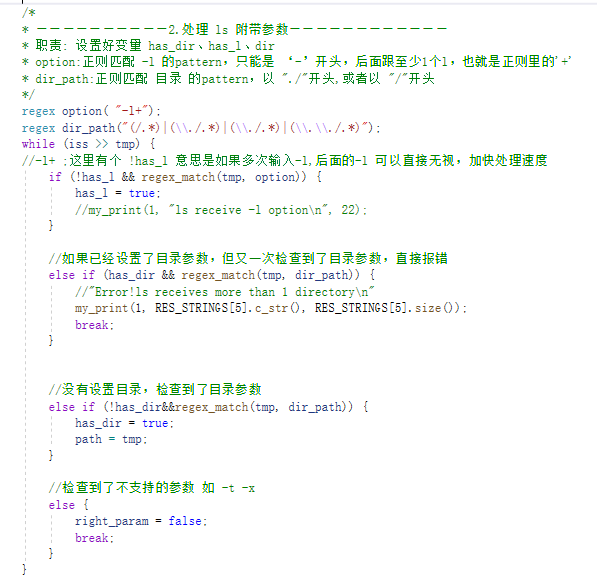 /*
* ——————————2.处理 ls 附带参数————————————
* 职责: 设置好变量 has_dir、has_l、dir
* option:正则匹配 -l 的pattern，只能是 ‘-’开头，后面跟至少1个l，也就是正则里的'+'
* dir_path:正则匹配 目录 的pattern，以 "./"开头,或者以 "/"开头
*/
regex option( "-l+");
regex dir_path("(/.*)|(\\./.*)|(\\./.*)|(\\.\\./.*)");
while (iss >> tmp) {
//-l+ ;这里有个 !has_l 意思是如果多次输入-l,后面的-l 可以直接无视，加快处理速度
if (!has_l && regex_match(tmp, option)) {
has_l = true;
//my_print(1, "ls receive -l option\n", 22);
}
//如果已经设置了目录参数，但又一次检查到了目录参数，直接报错
else if (has_dir && regex_match(tmp, dir_path)) {
//"Error!ls receives more than 1 directory\n"
my_print(1, RES_STRINGS[5].c_str(), RES_STRINGS[5].size());
break;
}
//没有设置目录，检查到了目录参数
else if (!has_dir&&regex_match(tmp, dir_path)) {
has_dir = true;
path = tmp;
}
//检查到了不支持的参数 如 -t -x
else {
right_param = false;
break;
}
}